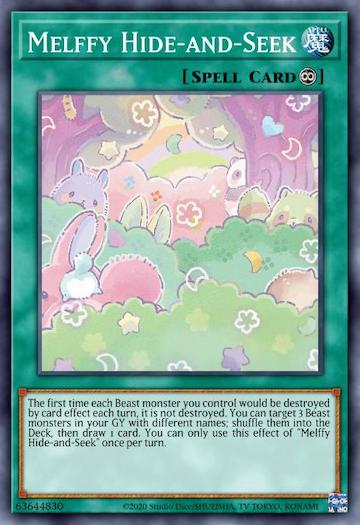 Melffy Hide-and-Seek
[Spell Card]
The first time each Beast monster you control would be destroyed
by card effect each turn, it is not destroyed. You can target 3 Beast
monsters in your GY with different names; shuffle them into the
Deck, then draw 1 card. You can only use this effect of "Melffy
Hide-and-Seek" once per turn.
63644830
©2020 Studio Dice/SHUEISHA, TV TOKYO, KONAMI